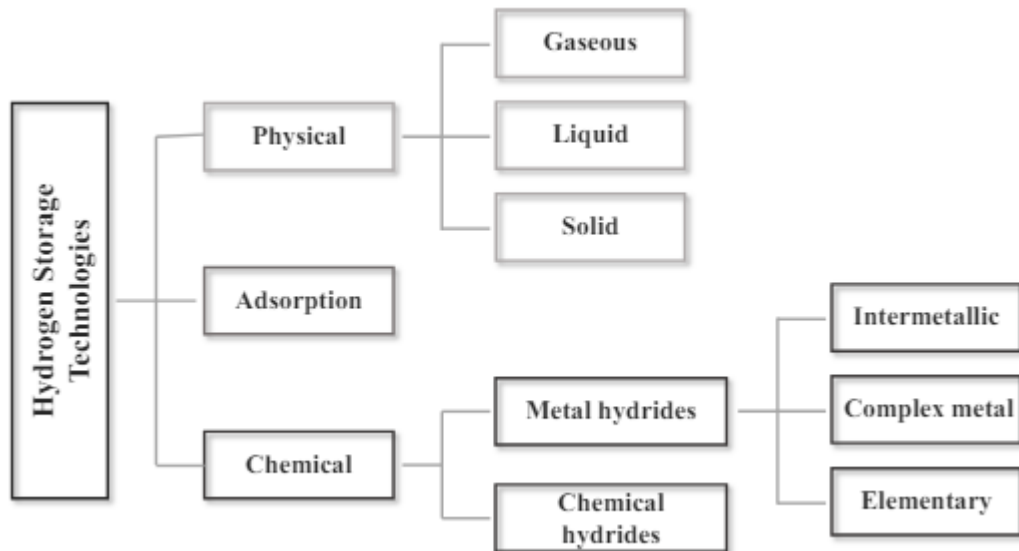 Hydrogen Storage
Technologies
Physical
Gaseous
Liquid
Solid
Adsorption
Chemical
Metal hydrides
Intermetallic
Complex metal
Elementary
Chemical
hydrides